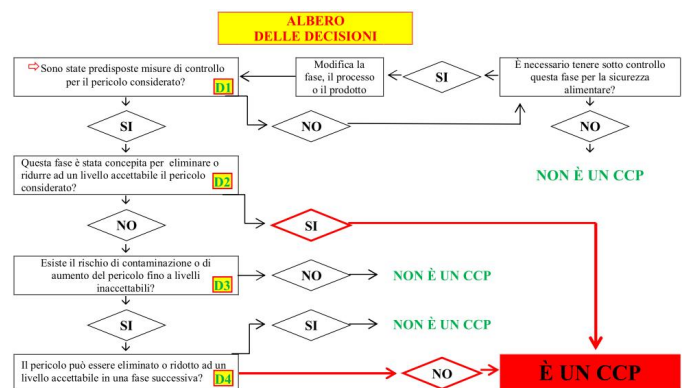 ALBERO
DELLE DECISIONI
⇨Sono state predisposte misure di controllo
per il pericolo considerato?
D1
Modifica la
fase, il processo
o il prodotto
SI
È necessario tenere sotto controllo
questa fase per la sicurezza
alimentare?
SI
NO
NO
NON È UN CCP
Questa fase è stata concepita per eliminare o
ridurre ad un livello accettabile il pericolo
considerato?
D2
NO
SI
Esiste il rischio di contaminazione o di
aumento del pericolo fino a livelli
inaccettabili?
D3
NO
NON È UN CCP
SI
SI
NON È UN CCP
Il pericolo può essere eliminato o ridotto ad un
livello accettabile in una fase successiva?
D4
NO
È UN CCP